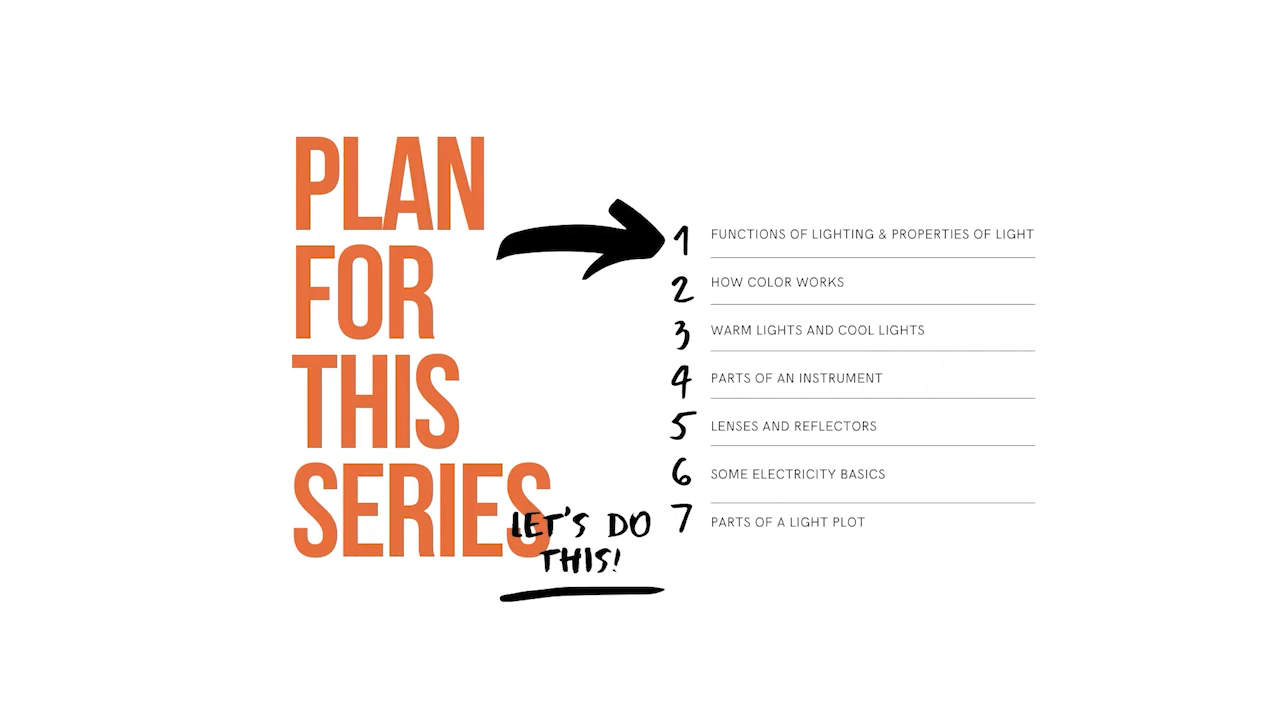 PLAN
FOR
THIS
SERIES
LET'S DO
THIS!
1 FUNCTIONS OF LIGHTING & PROPERTIES OF LIGHT
2 HOW COLOR WORKS
3 WARM LIGHTS AND COOL LIGHTS
4 PARTS OF AN INSTRUMENT
5 LENSES AND REFLECTORS
6 SOME ELECTRICITY BASICS
7 PARTS OF A LIGHT PLOT